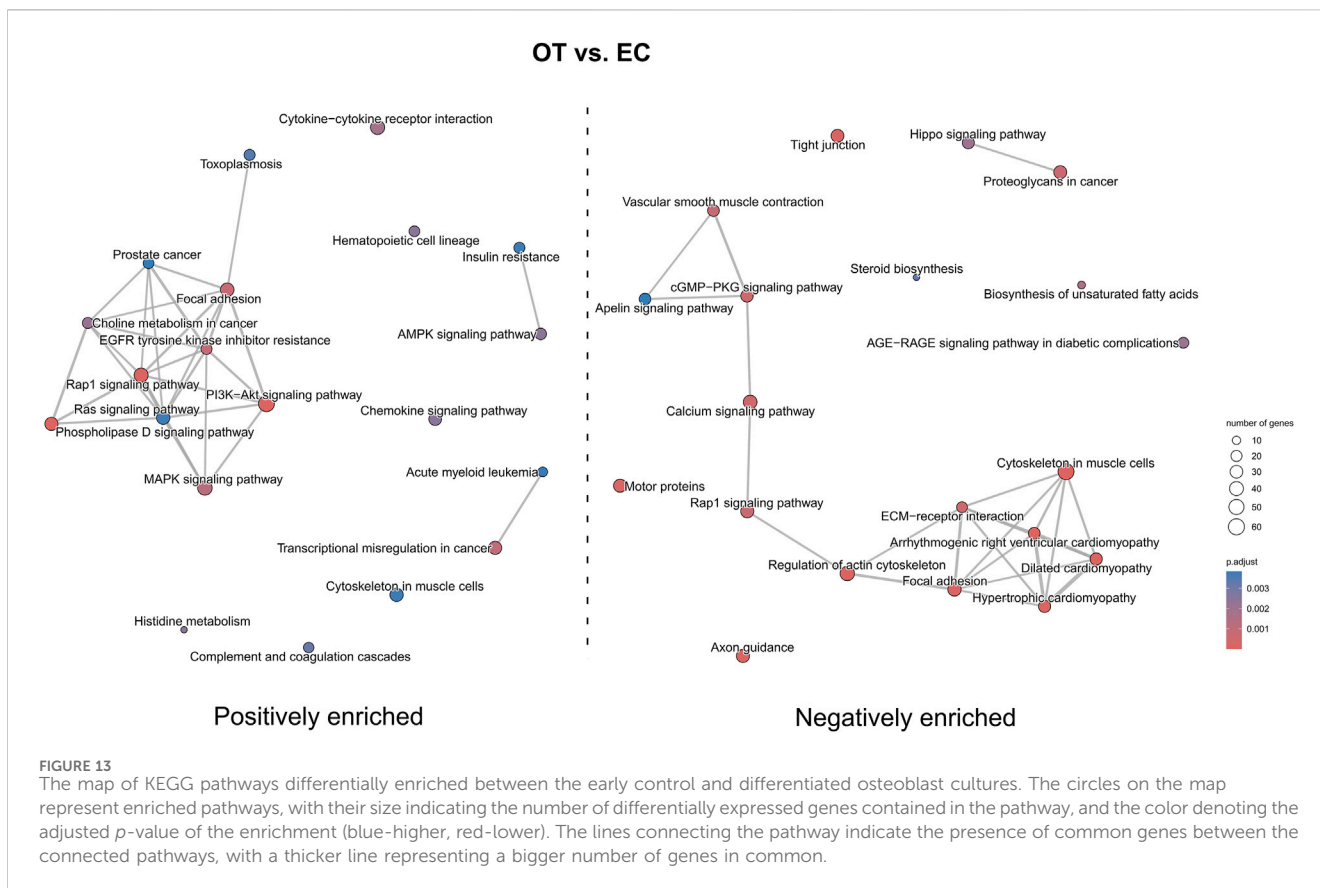 OT vs. EC
Cytokine−cytokine receptor interaction
Toxoplasmosis
Hematopoietic cell lineage
Insulin resistance
Prostate cancer
Focal adhesion
Choline metabolism in cancer
EGFR tyrosine kinase inhibitor resistance
AMPK signaling pathway
Rap1 signaling pathway
PI3K−Akt signaling pathway
Ras signaling pathway
Chemokine signaling pathway
Phospholipase D signaling pathway
MAPK signaling pathway
Acute myeloid leukemia
Transcriptional misregulation in cancer
Cytoskeleton in muscle cells
Histidine metabolism
Complement and coagulation cascades
Positively enriched
Tight junction
Hippo signaling pathway
Proteoglycans in cancer
Vascular smooth muscle contraction
Steroid biosynthesis
cGMP−PKG signaling pathway
Biosynthesis of unsaturated fatty acids
Apelin signaling pathway
AGE−RAGE signaling pathway in diabetic complications
Calcium signaling pathway
Cytoskeleton in muscle cells
Motor proteins
Rap1 signaling pathway
ECM−receptor interaction
Arrhythmogenic right ventricular cardiomyopathy
Regulation of actin cytoskeleton
Dilated cardiomyopathy
Focal adhesion
Hypertrophic cardiomyopathy
Axon guidance
Negatively enriched
number of genes
10
20
30
40
50
60
p.adjust
0.003
0.002
0.001
FIGURE 13
The map of KEGG pathways differentially enriched between the early control and differentiated osteoblast cultures. The circles on the map
represent enriched pathways, with their size indicating the number of differentially expressed genes contained in the pathway, and the color denoting the
adjusted p-value of the enrichment (blue-higher, red-lower). The lines connecting the pathway indicate the presence of common genes between the
connected pathways, with a thicker line representing a bigger number of genes in common.